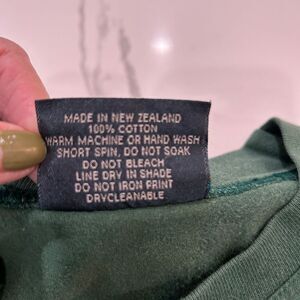 MADE IN NEW ZEALAND
100% COTTON
WARM MACHINE OR HAND WASH
SHORT SPIN, DO NOT SOAK
DO NOT BLEACH
LINE DRY IN SHADE
DO NOT IRON PRINT
DRYCLEANABLE